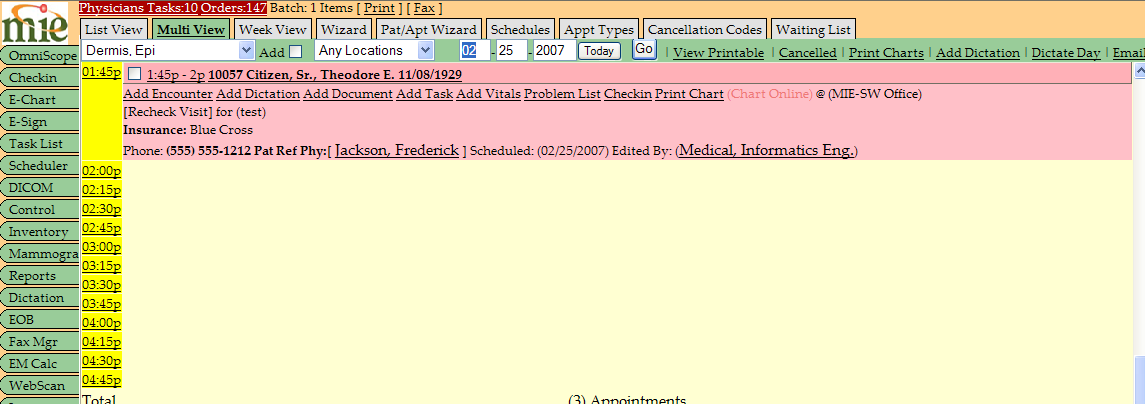 mie
Physicians Tasks:10 Orders:147 Batch: 1 Items [ Print ] [ Fax ]
List View Multi View Week View Wizard Pat/Apt Wizard Schedules Appt Types Cancellation Codes Waiting List
Dermis, Epi Add Any Locations 02 - 25 - 2007 Today Go | View Printable | Cancelled | Print Charts | Add Dictation | Dictate Day | Email
OmniScope
Checkin
E-Chart
E-Sign
Task List
Scheduler
DICOM
Control
Inventory
Mammogra
Reports
Dictation
EOB
Fax Mgr
EM Calc
WebScan
01:45p 1:45p - 2p 10057 Citizen, Sr., Theodore E. 11/08/1929
Add Encounter Add Dictation Add Document Add Task Add Vitals Problem List Checkin Print Chart (Chart Online) @ (MIE-SW Office)
[Recheck Visit] for (test)
Insurance: Blue Cross
Phone: (555) 555-1212 Pat Ref Phy:[ Jackson, Frederick ] Scheduled: (02/25/2007) Edited By: (Medical, Informatics Eng.)
02:00p
02:15p
02:30p
02:45p
03:00p
03:15p
03:30p
03:45p
04:00p
04:15p
04:30p
04:45p
Total (3) Appointments